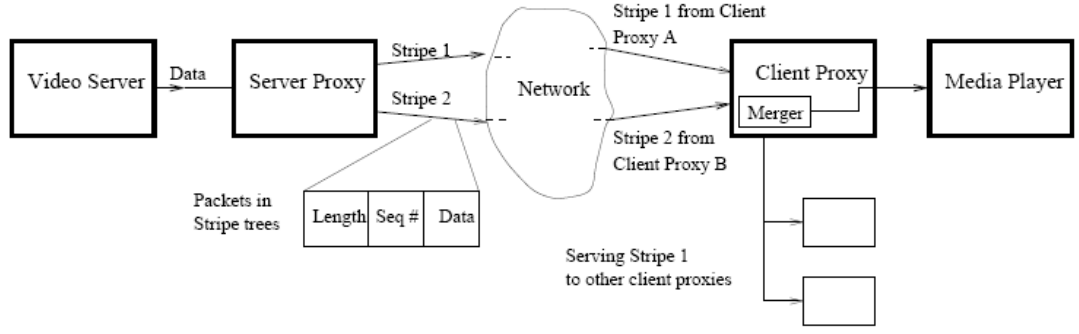 Stripe 1 from Client
Proxy A
Video Server
Data
Server Proxy
Stripe 1
Stripe 2
Network
Client Proxy
Merger
Media Player
Stripe 2 from
Client Proxy B
Packets in
Stripe trees
Length
Seq #
Data
Serving Stripe 1
to other client proxies